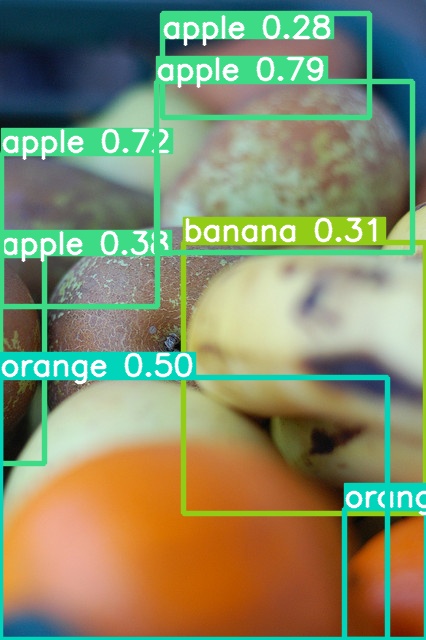 apple 0.28
apple 0.79
apple 0.72
banana 0.31
apple 0.38
orange 0.50
orang